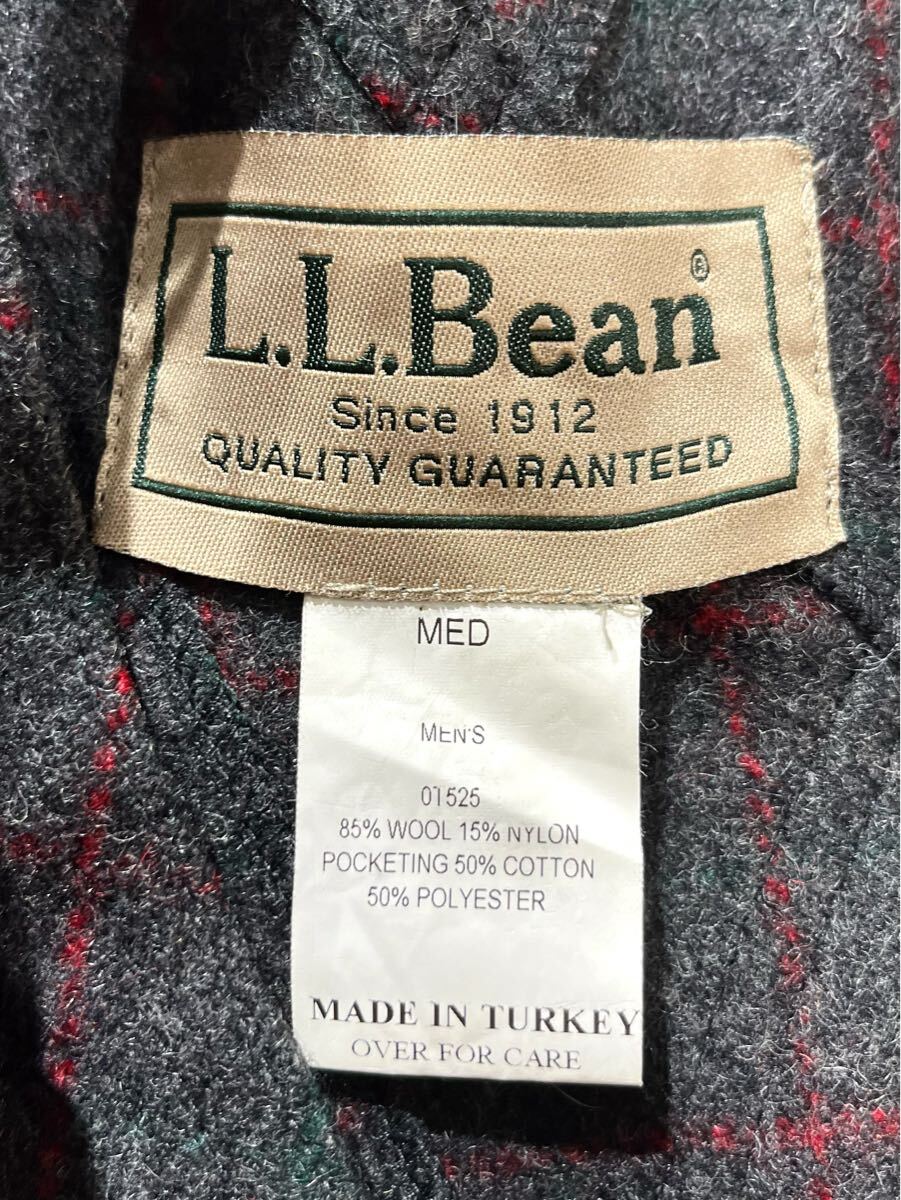 L.L.Bean®
Since 1912
QUALITY GUARANTEED
MED
MEN'S
01525
85% WOOL 15% NYLON
POCKETING 50% COTTON
50% POLYESTER
MADE IN TURKEY
OVER FOR CARE